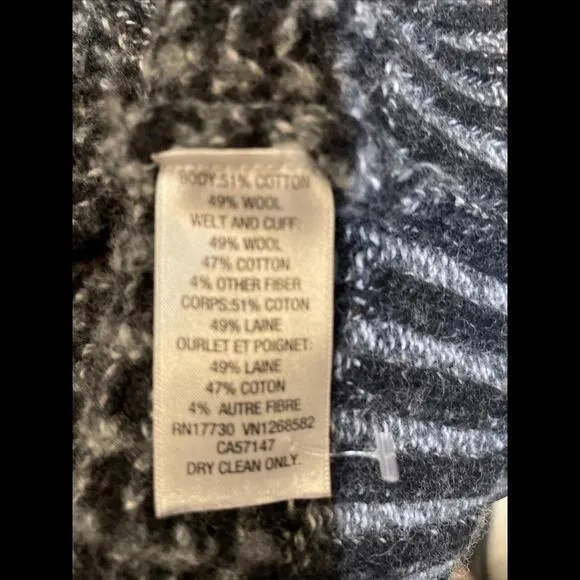 BODY:51% COTTON
49% WOOL
WELT AND CUFF:
49% WOOL
47% COTTON
4% OTHER FIBER
CORPS:51% COTON
49% LAINE
OURLET ET POIGNET:
49% LAINE
47% COTON
4% AUTRE FIBRE
RN17730 VN1268582
CA57147
DRY CLEAN ONLY.